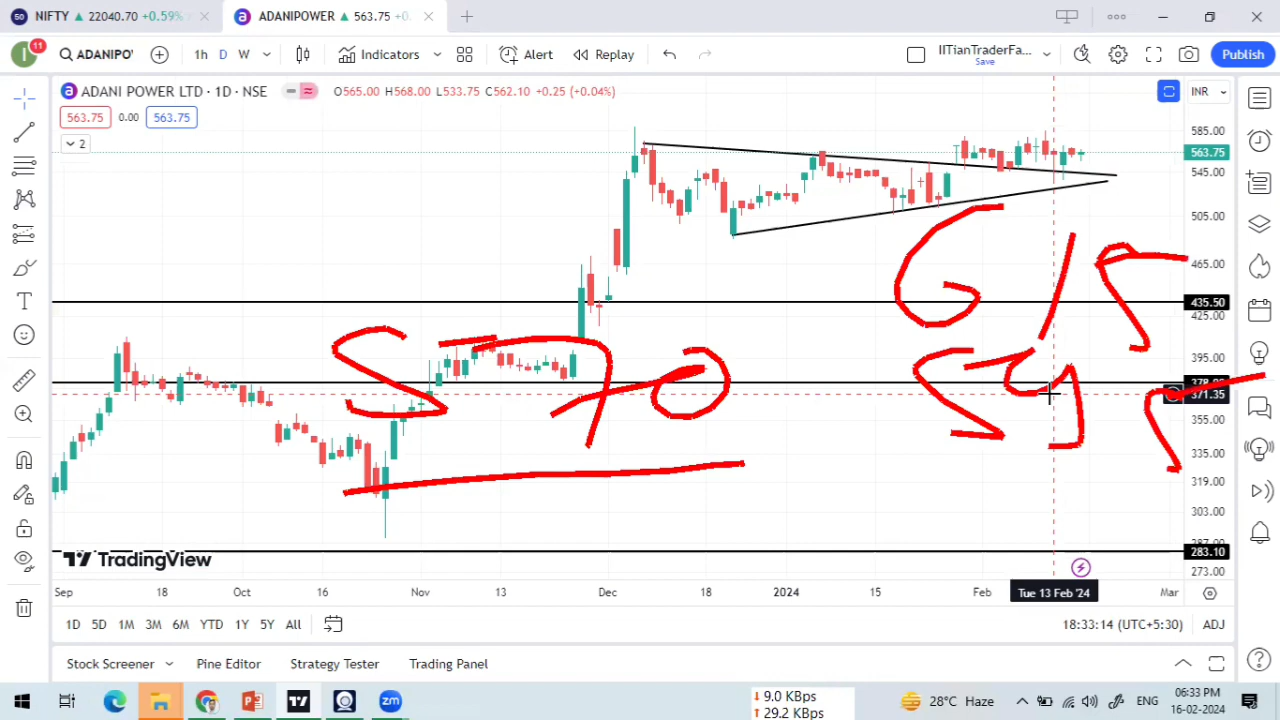 50 NIFTY ▲ 22040.70 +0.59%
a ADANIPOWER ▲ 563.75 +0.
I 11 ADANIPO' 1h D W Indicators Alert Replay IITianTraderFa... Save Publish
a ADANI POWER LTD · 1D · NSE O565.00 H568.00 L533.75 C562.10 +0.25 (+0.04%) INR
563.75 0.00 563.75
2
585.00
563.75
545.00
505.00
465.00
435.50
425.00
395.00
371.35
355.00
335.00
319.00
303.00
283.10
273.00
570
615
TradingView
Sep 18 Oct 16 Nov 13 Dec 18 2024 15 Feb Tue 13 Feb '24 Mar
1D 5D 1M 3M 6M YTD 1Y 5Y All 18:33:14 (UTC+5:30) ADJ
Stock Screener Pine Editor Strategy Tester Trading Panel
zm ↓ 9.0 KBps ↑ 29.2 KBps 28°C Haze ENG 06:33 PM 16-02-2024